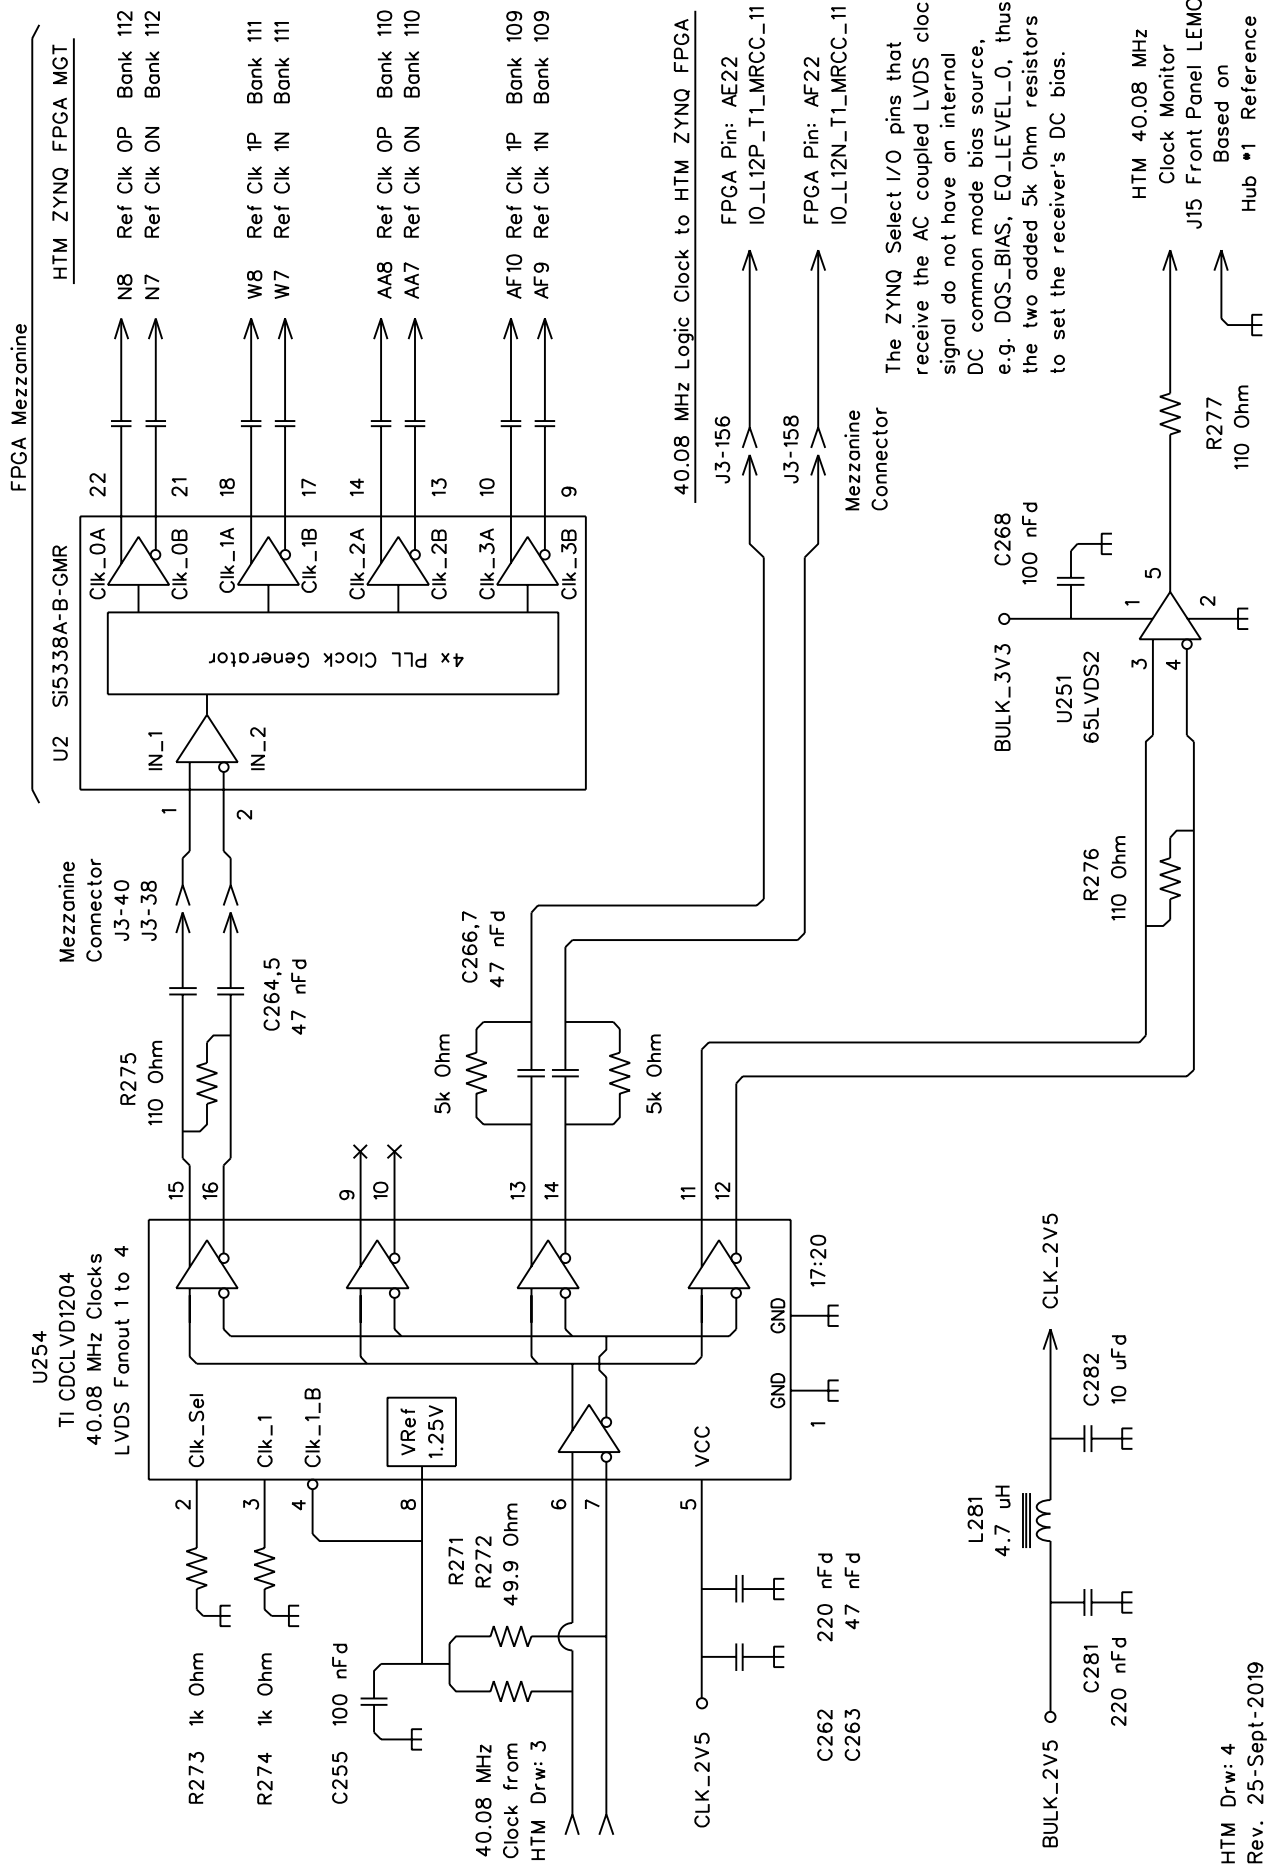 FPGA Mezzanine
HTM ZYNQ FPGA MGT
N8 Ref Clk 0P Bank 112
N7 Ref Clk 0N Bank 112
W8 Ref Clk 1P Bank 111
W7 Ref Clk 1N Bank 111
AA8 Ref Clk 0P Bank 110
AA7 Ref Clk 0N Bank 110
AF10 Ref Clk 1P Bank 109
AF9 Ref Clk 1N Bank 109
U2 Si5338A-B-GMR
IN_1
IN_2
1
2
4x PLL Clock Generator
Clk_0A
22
Clk_0B
21
Clk_1A
18
Clk_1B
17
Clk_2A
14
Clk_2B
13
Clk_3A
10
Clk_3B
9
Mezzanine
Connector
J3-40
J3-38
R275
110 Ohm
C264,5
47 nFd
U254
TI CDCLVD1204
40.08 MHz Clocks
LVDS Fanout 1 to 4
Clk_Sel
Clk_1
Clk_1_B
VRef
1.25V
VCC
GND
GND
1
17:20
2
3
4
8
6
7
5
15
16
9
10
13
14
11
12
R273 1k Ohm
R274 1k Ohm
C255 100 nFd
R271
R272
49.9 Ohm
40.08 MHz
Clock from
HTM Drw: 3
CLK_2V5
C262 220 nFd
C263 47 nFd
5k Ohm
5k Ohm
C266,7
47 nFd
40.08 MHz Logic Clock to HTM ZYNQ FPGA
J3-156
FPGA Pin: AE22
IO_L12P_T1_MRCC_11
J3-158
FPGA Pin: AF22
IO_L12N_T1_MRCC_11
Mezzanine
Connector
The ZYNQ Select I/O pins that
receive the AC coupled LVDS cloc
signal do not have an internal
DC common mode bias source,
e.g. DQS_BIAS, EQ_LEVEL_0, thus
the two added 5k Ohm resistors
to set the receiver's DC bias.
R276
110 Ohm
BULK_3V3
C268
100 nFd
U251
65LVDS2
3
4
1
5
2
R277
110 Ohm
HTM 40.08 MHz
Clock Monitor
J15 Front Panel LEMO
Based on
Hub #1 Reference
BULK_2V5
C281
220 nFd
L281
4.7 uH
C282
10 uFd
CLK_2V5
HTM Drw: 4
Rev. 25-Sept-2019